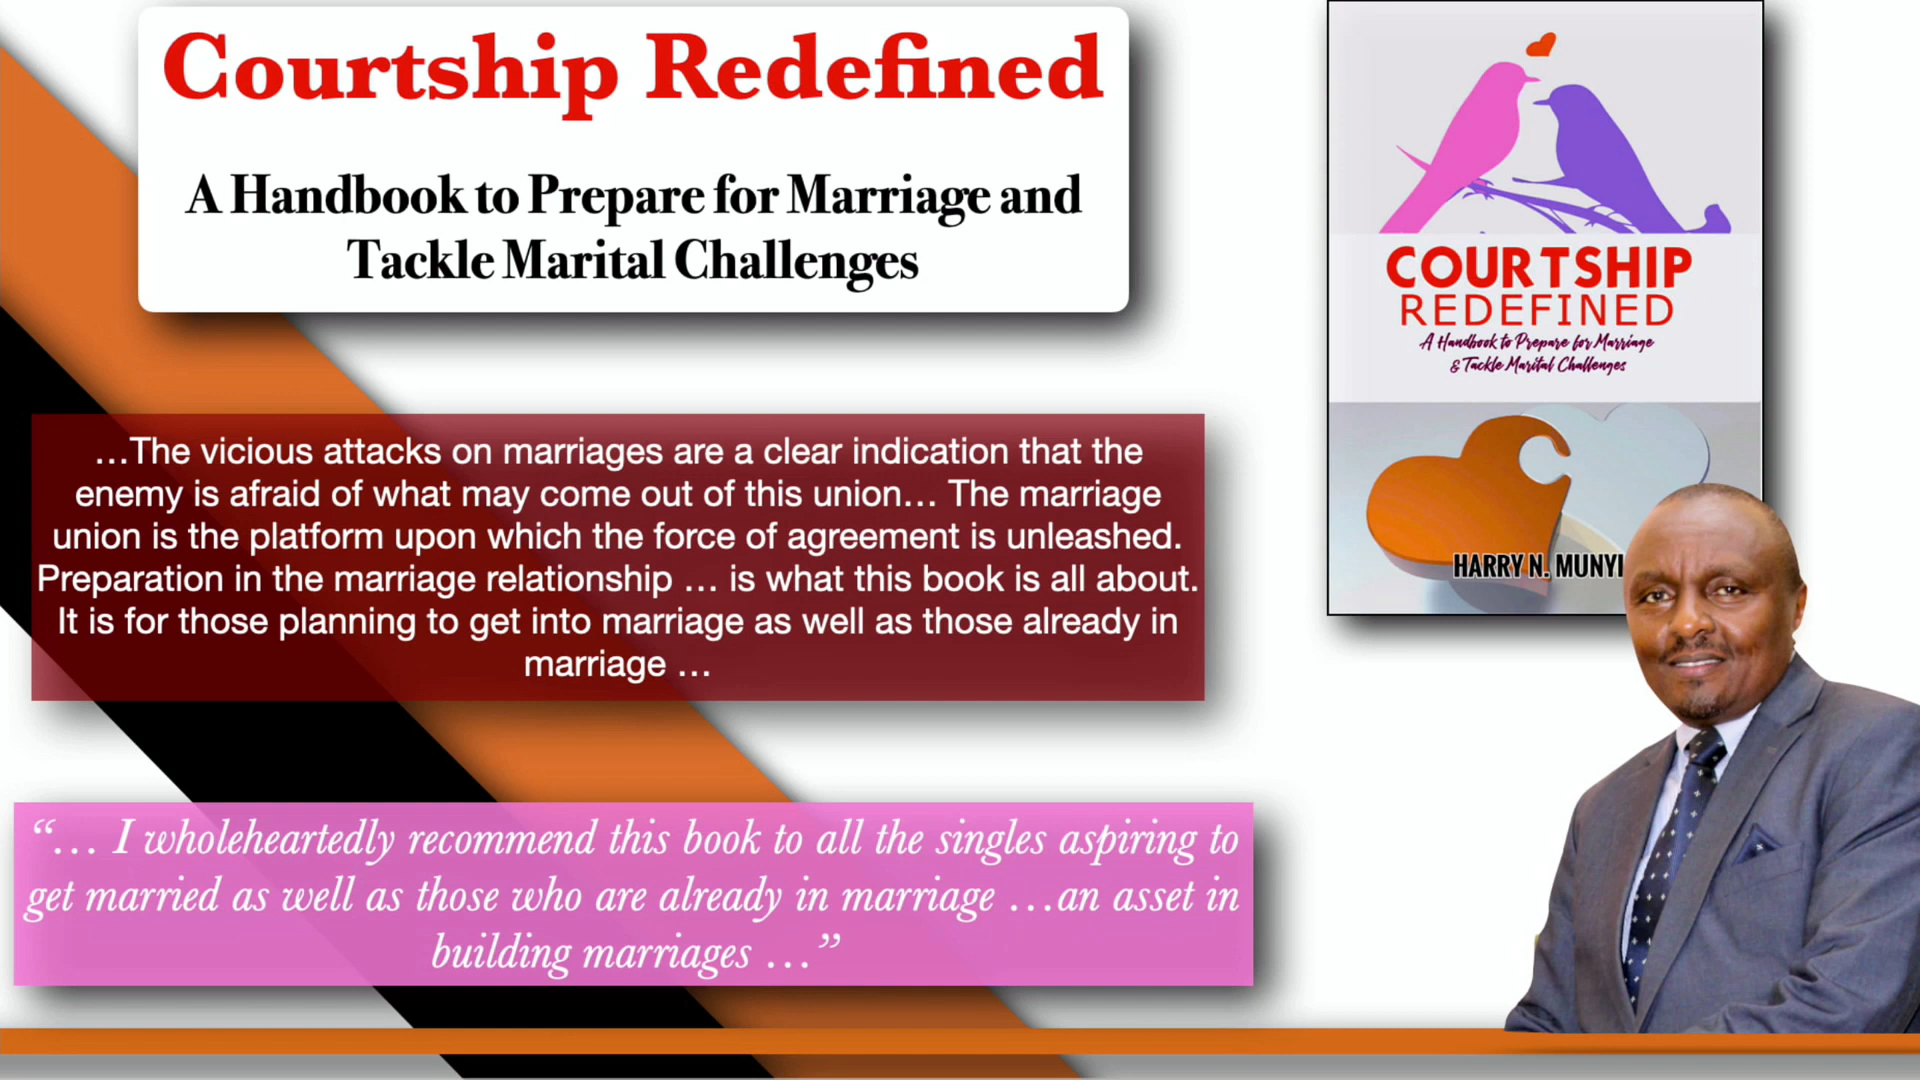 Courtship Redefined
A Handbook to Prepare for Marriage and
Tackle Marital Challenges
…The vicious attacks on marriages are a clear indication that the
enemy is afraid of what may come out of this union… The marriage
union is the platform upon which the force of agreement is unleashed.
Preparation in the marriage relationship … is what this book is all about.
It is for those planning to get into marriage as well as those already in
marriage …
“… I wholeheartedly recommend this book to all the singles aspiring to
get married as well as those who are already in marriage …an asset in
building marriages …”
COURTSHIP
REDEFINED
A Handbook to Prepare for Marriage
& Tackle Marital Challenges
HARRY N. MUNYI